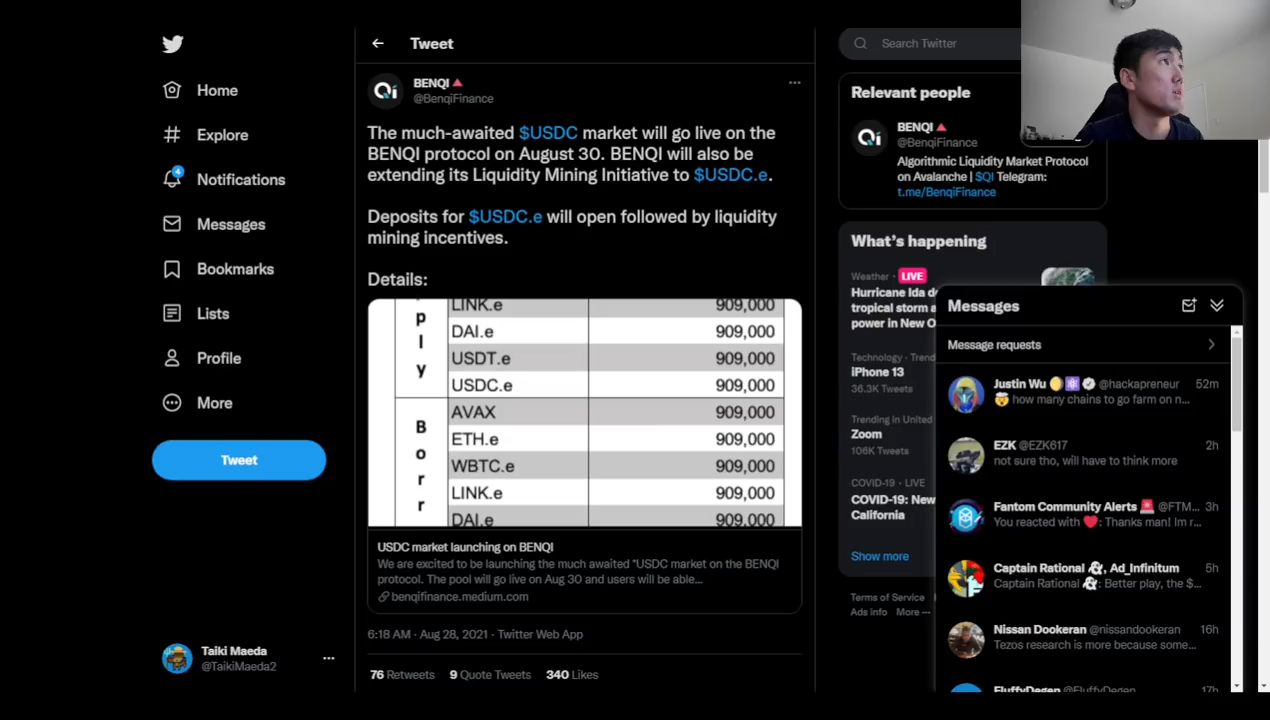 Home
Explore
4
Notifications
Messages
Bookmarks
Lists
Profile
More
Tweet
Taiki Maeda
@TaikiMaeda2
Tweet
Qi
BENQI
@BenqiFinance
The much-awaited $USDC market will go live on the
BENQI protocol on August 30. BENQI will also be
extending its Liquidity Mining Initiative to $USDC.e.
Deposits for $USDC.e will open followed by liquidity
mining incentives.
Details:
p
l
y
LINK.e 909,000
DAI.e 909,000
USDT.e 909,000
USDC.e 909,000
B
o
r
r
AVAX 909,000
ETH.e 909,000
WBTC.e 909,000
LINK.e 909,000
DAI.e 909,000
USDC market launching on BENQI
We are excited to be launching the much awaited *USDC market on the BENQI
protocol. The pool will go live on Aug 30 and users will be able...
benqifinance.medium.com
6:18 AM · Aug 28, 2021 · Twitter Web App
76 Retweets 9 Quote Tweets 340 Likes
Search Twitter
Relevant people
Qi
BENQI
@BenqiFinance
Algorithmic Liquidity Market Protocol
on Avalanche | $QI Telegram:
t.me/BenqiFinance
What's happening
Weather · LIVE
Hurricane Ida
tropical storm
power in New
Technology · Trend
iPhone 13
36.3K Tweets
Trending in United
Zoom
106K Tweets
COVID-19 · LIVE
COVID-19: New
California
Show more
Terms of Service
Ads info More ···
Messages
Message requests
Justin Wu @hackapreneur 52m
how many chains to go farm on n...
EZK @EZK617 2h
not sure tho, will have to think more
Fantom Community Alerts @FTM... 3h
You reacted with ❤️: Thanks man! Im r...
Captain Rational 👻, Ad_Infinitum 5h
Captain Rational 👻: Better play, the $...
Nissan Dookeran @nissandookeran 16h
Tezos research is more because some...
FluffyDegen @FluffyDegen 17h